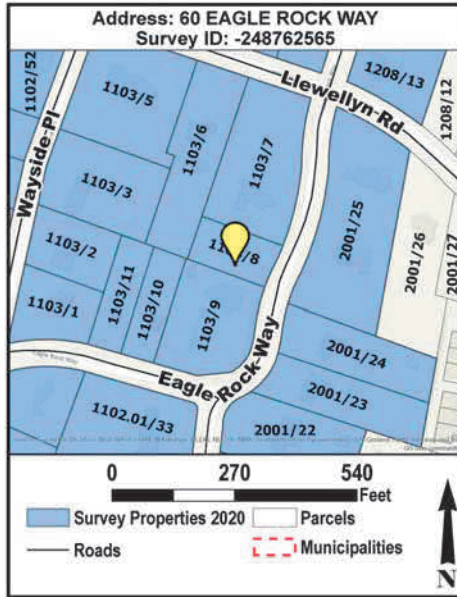 Address: 60 EAGLE ROCK WAY
Survey ID: -248762565
1102/52
1103/5
1103/6
1103/7
Llewellyn-Rd
1208/13
1208/12
Wayside-Pl
1103/3
2001/25
2001/26
2001/27
1103/2
1103/11
1103/10
1103/1
1103/9
2001/24
Eagle Rock Way
Eagle-Rock-Way
2001/23
1102.01/33
2001/22
0 270 540
Feet
Survey Properties 2020
Parcels
Roads
Municipalities
N